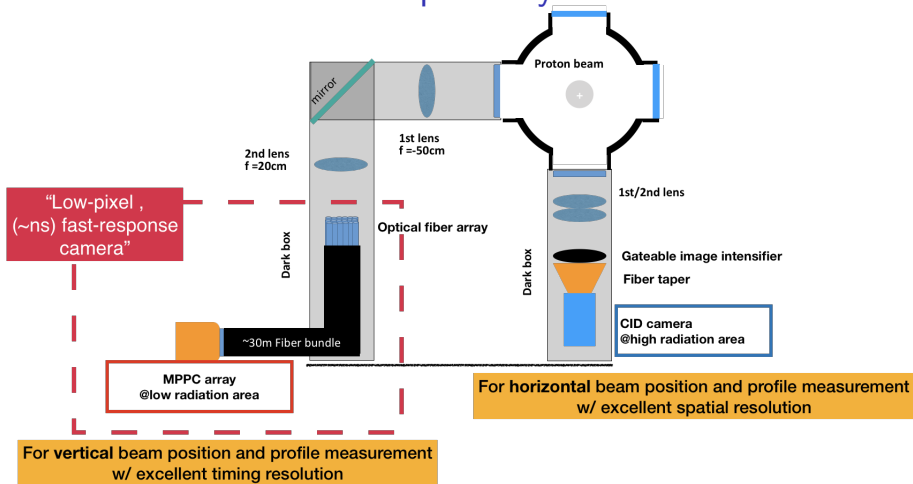 Proton beam
+
mirror
1st lens
f =-50cm
2nd lens
f =20cm
1st/2nd lens
“Low-pixel ,
(~ns) fast-response
camera”
Optical fiber array
Dark box
Dark box
Gateable image intensifier
Fiber taper
CID camera
@high radiation area
~30m Fiber bundle
MPPC array
@low radiation area
For horizontal beam position and profile measurement
w/ excellent spatial resolution
For vertical beam position and profile measurement
w/ excellent timing resolution